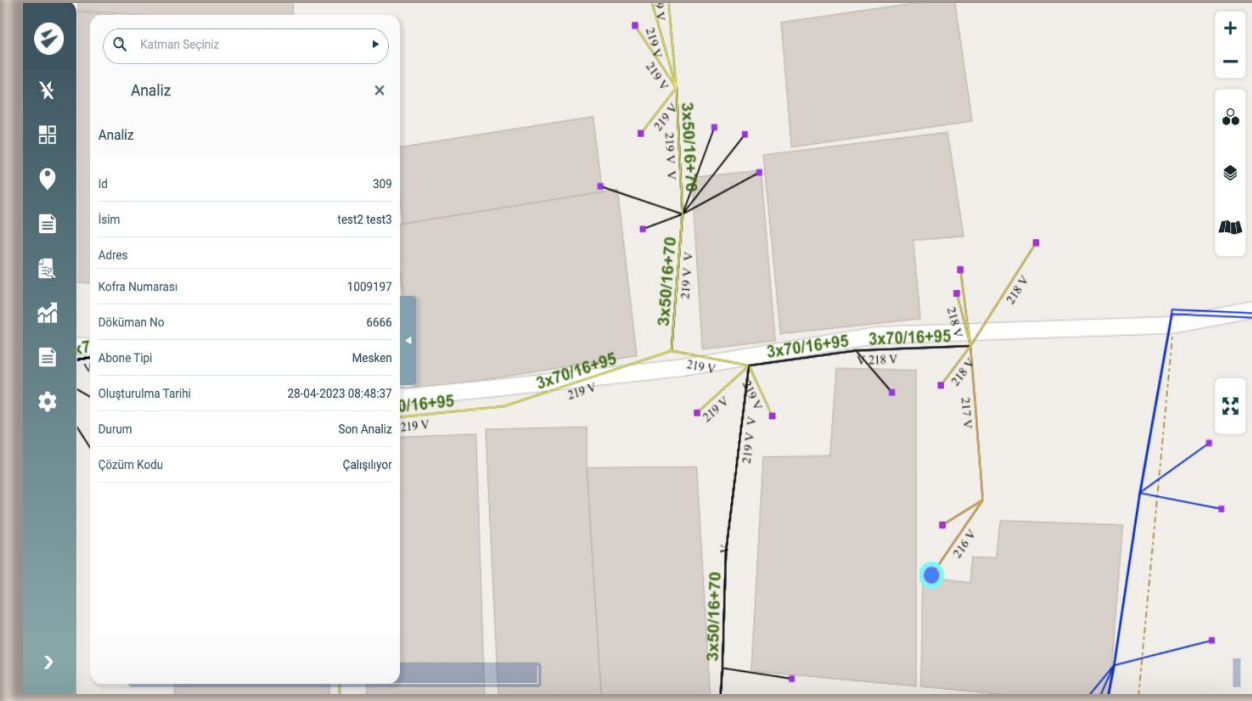 Katman Seçiniz
Analiz
Analiz
Id 309
İsim test2 test3
Adres
Kofra Numarası 1009197
Döküman No 6666
Abone Tipi Mesken
Oluşturulma Tarihi 28-04-2023 08:48:37
Durum Son Analiz
Çözüm Kodu Çalışılıyor
9 V
219 V
219 V
219 V
3x50/16+70
219 V V
3x50/16+70
219 V V
218 V
218 V
3x70/16+95
3x70/16+95
218 V
219 V
3x70/16+95
219 V
218 V
217 V
0/16+95
219 V
219 V
219 V
219 V V
V
216 V
3x50/16+70